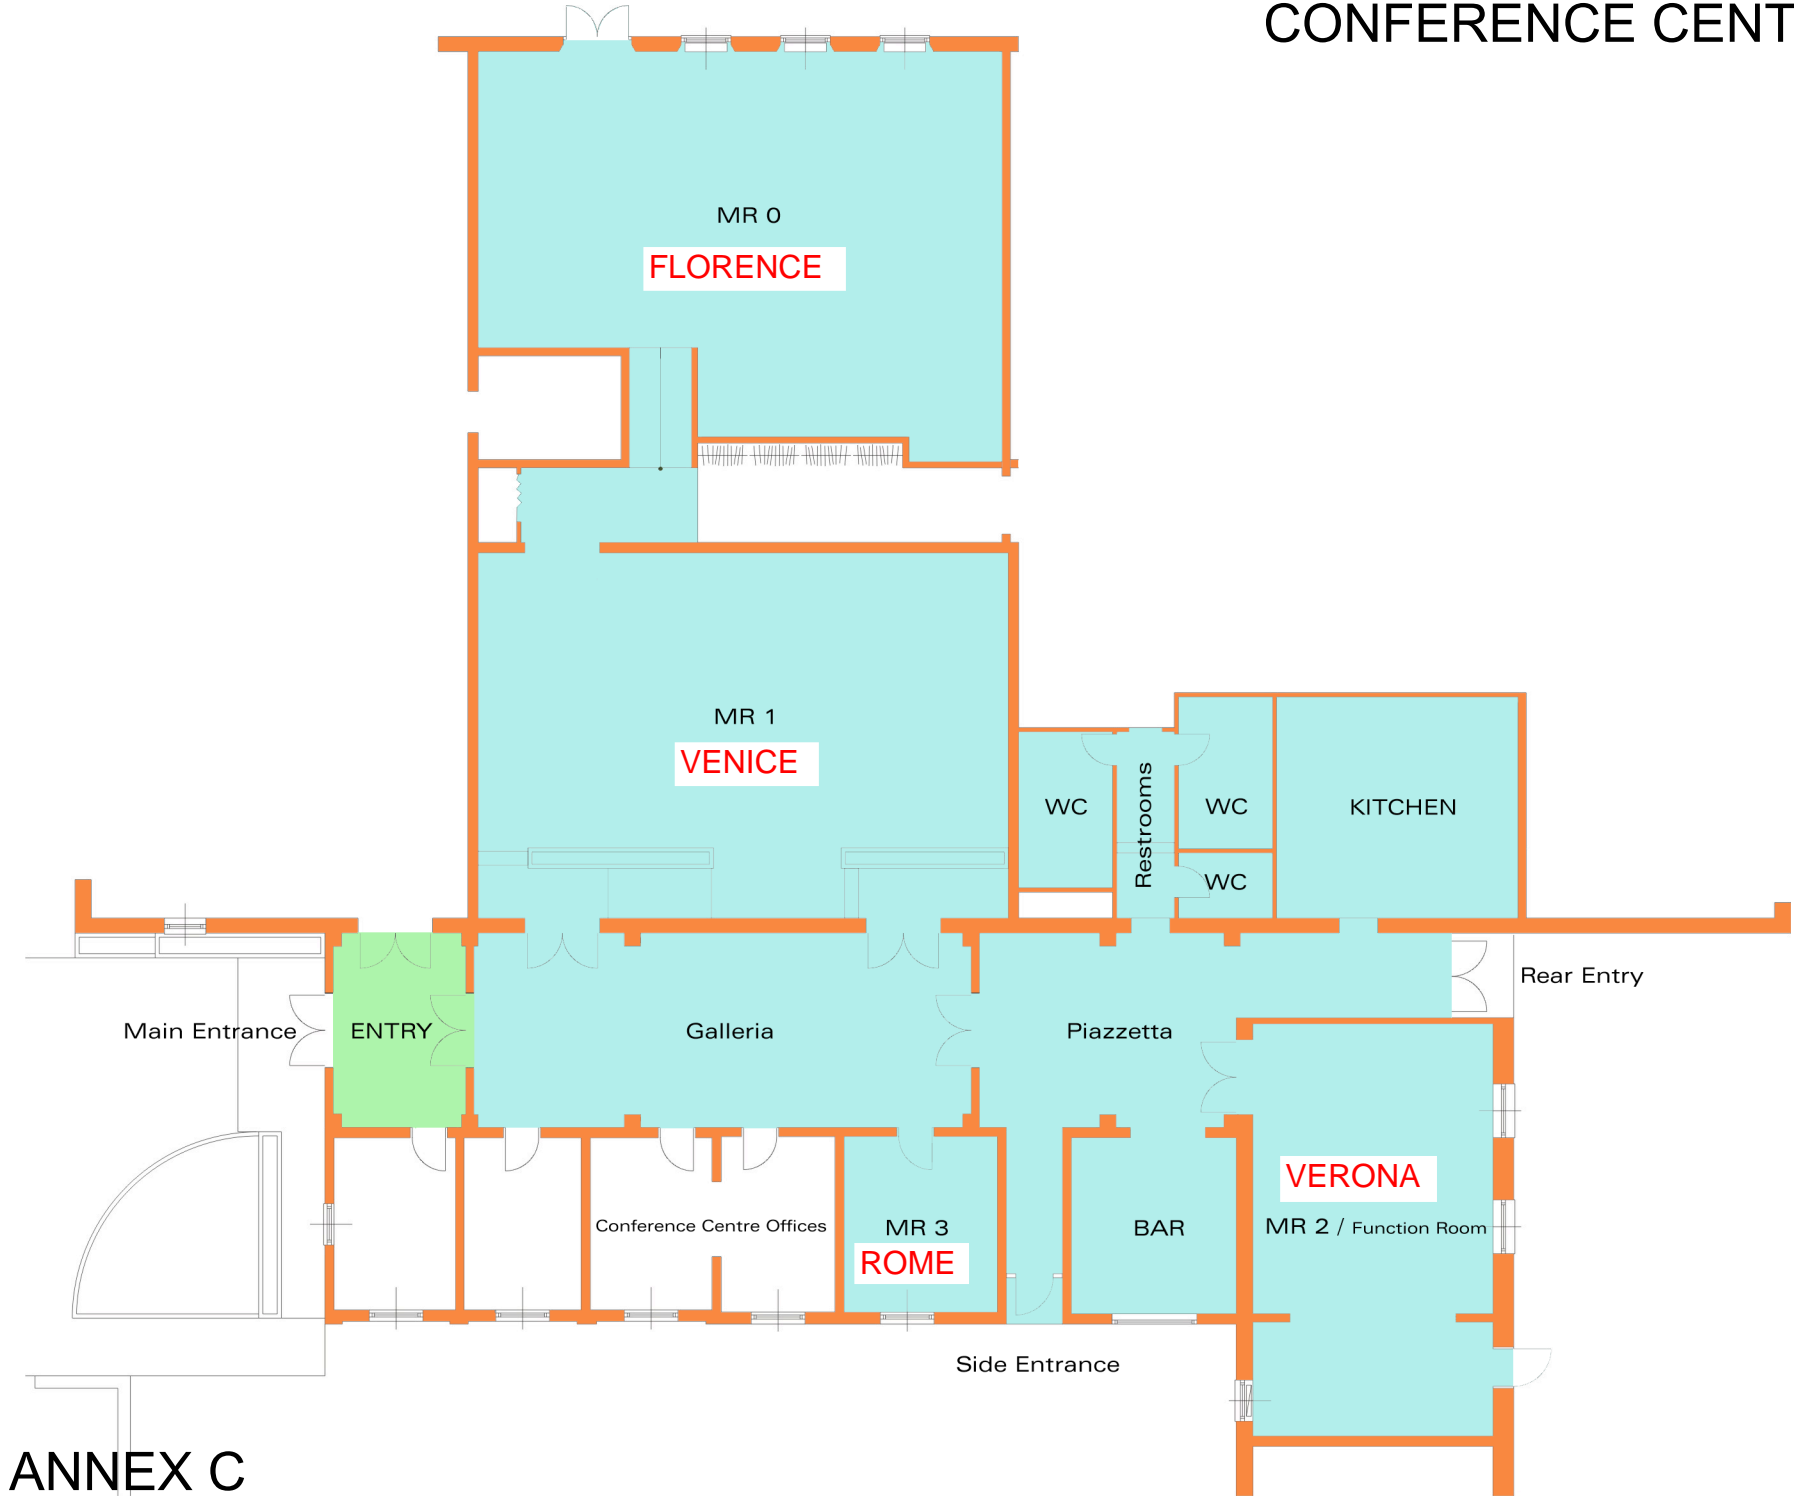 CONFERENCE CENT
MR 0
FLORENCE
MR 1
VENICE
WC
Restrooms
WC
KITCHEN
WC
Rear Entry
Main Entrance
ENTRY
Galleria
Piazzetta
VERONA
Conference Centre Offices
MR 3
BAR
MR 2 / Function Room
ROME
Side Entrance
ANNEX C